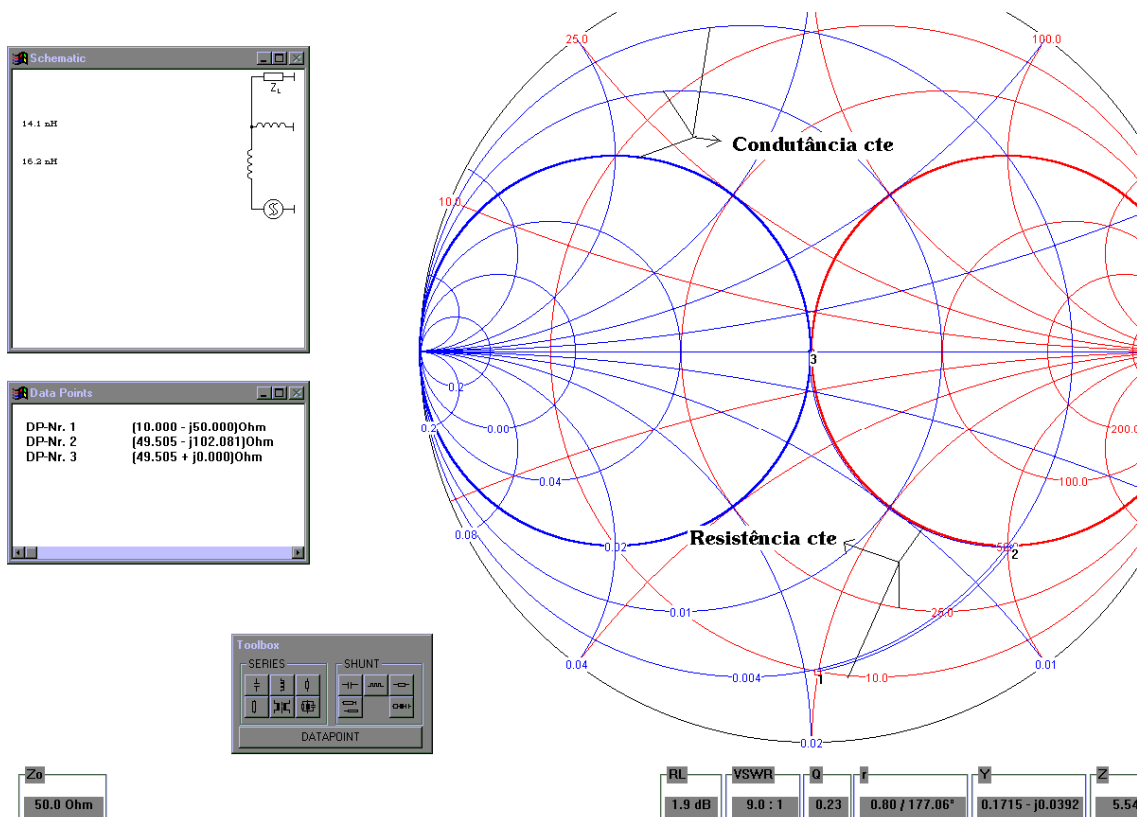 Schematic
Z L
14.1 nH
16.2 nH
Data Points
DP-Nr. 1 (10.000 - j50.000)Ohm
DP-Nr. 2 (49.505 - j102.081)Ohm
DP-Nr. 3 (49.505 + j0.000)Ohm
25.0
100.0
Condutância cte
10.0
3
0.2
0.2
0.00
200.0
0.04
100.0
0.08
0.02
Resistência cte
2
0.01
25.0
0.04
0.004
1
10.0
0.01
0.02
Toolbox
SERIES
SHUNT
DATAPOINT
Zo
50.0 Ohm
RL
1.9 dB
VSWR
9.0 : 1
Q
0.23
r
0.80 / 177.06°
Y
0.1715 - j0.0392
Z
5.54